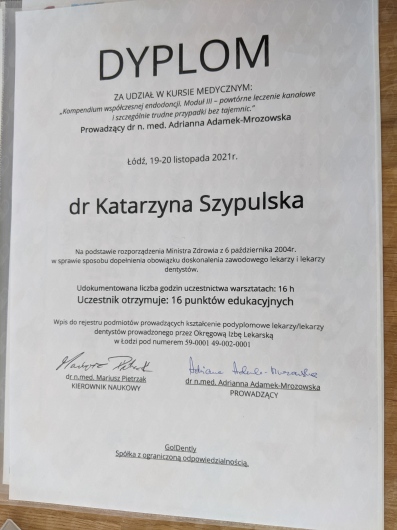 DYPLOM
ZA UDZIAŁ W KURSIE MEDYCZNYM:
„Kompendium współczesnej endodoncji. Moduł III – powtórne leczenie kanałowe
i szczególnie trudne przypadki bez tajemnic."
Prowadzący dr n. med. Adrianna Adamek-Mrozowska
Łódź, 19-20 listopada 2021r.
dr Katarzyna Szypulska
Na podstawie rozporządzenia Ministra Zdrowia z 6 października 2004r.
w sprawie sposobu dopełnienia obowiązku doskonalenia zawodowego lekarzy i lekarzy
dentystów.
Udokumentowana liczba godzin uczestnictwa warsztatach: 16 h
Uczestnik otrzymuje: 16 punktów edukacyjnych
Wpis do rejestru podmiotów prowadzących kształcenie podyplomowe lekarzy/lekarzy
dentystów prowadzonego przez Okręgową Izbę Lekarską
w Łodzi pod numerem 59-0001 49-002-0001
dr n.med. Mariusz Pietrzak
KIEROWNIK NAUKOWY
dr n.med. Adrianna Adamek-Mrozowska
PROWADZĄCY
Go!Dently
Spółka z ograniczoną odpowiedzialnością.